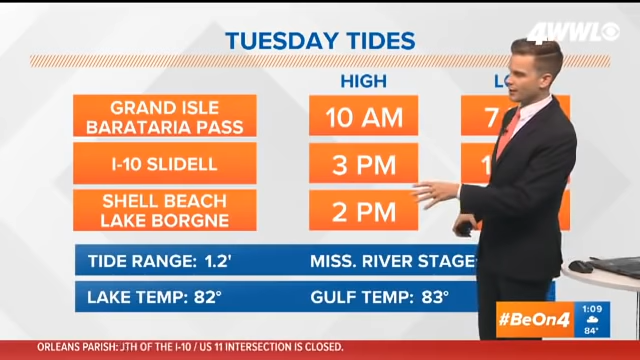 4WWL
TUESDAY TIDES
HIGH
GRAND ISLE
BARATARIA PASS
10 AM
7
I-10 SLIDELL
3 PM
1
SHELL BEACH
LAKE BORGNE
2 PM
TIDE RANGE: 1.2'
MISS. RIVER STAGE:
LAKE TEMP: 82°
GULF TEMP: 83°
#BeOn4
1:09
84°
ORLEANS PARISH: JTH OF THE I-10 / US 11 INTERSECTION IS CLOSED.